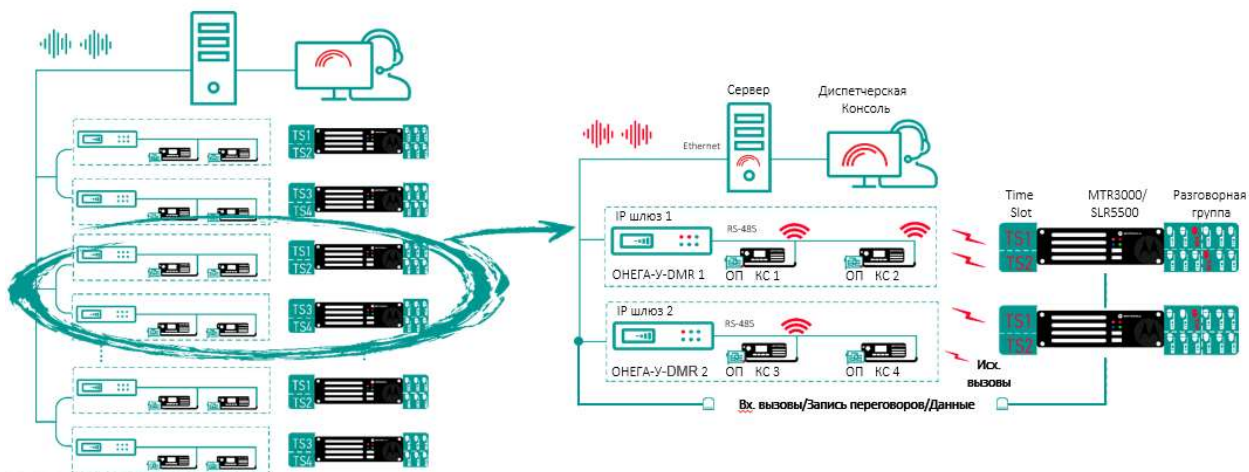 TS1
TS2
TS3
TS4
TS1
TS2
TS3
TS4
TS1
TS2
TS3
TS4
Сервер
Диспетчерская
Консоль
Ethernet
IP шлюз 1
RS-485
ОНЕГА-У-DMR 1
ОП КС 1
ОП КС 2
IP шлюз 2
RS-485
ОНЕГА-У-DMR 2
ОП КС 3
ОП КС 4
Time
Slot
MTR3000/
SLR5500
Разговорная
группа
TS1
TS2
TS1
TS2
Исх.
вызовы
Вх. вызовы/Запись переговоров/Данные